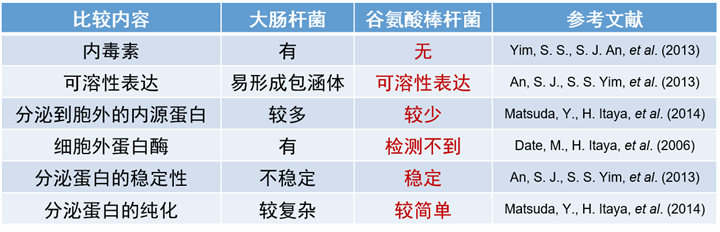 比较内容 大肠杆菌 谷氨酸棒杆菌 参考文献
内毒素 有 无 Yim, S. S., S. J. An, et al. (2013)
可溶性表达 易形成包涵体 可溶性表达 An, S. J., S. S. Yim, et al. (2013)
分泌到胞外的内源蛋白 较多 较少 Matsuda, Y., H. Itaya, et al. (2014)
细胞外蛋白酶 有 检测不到 Date, M., H. Itaya, et al. (2006)
分泌蛋白的稳定性 不稳定 稳定 An, S. J., S. S. Yim, et al. (2013)
分泌蛋白的纯化 较复杂 较简单 Matsuda, Y., H. Itaya, et al. (2014)